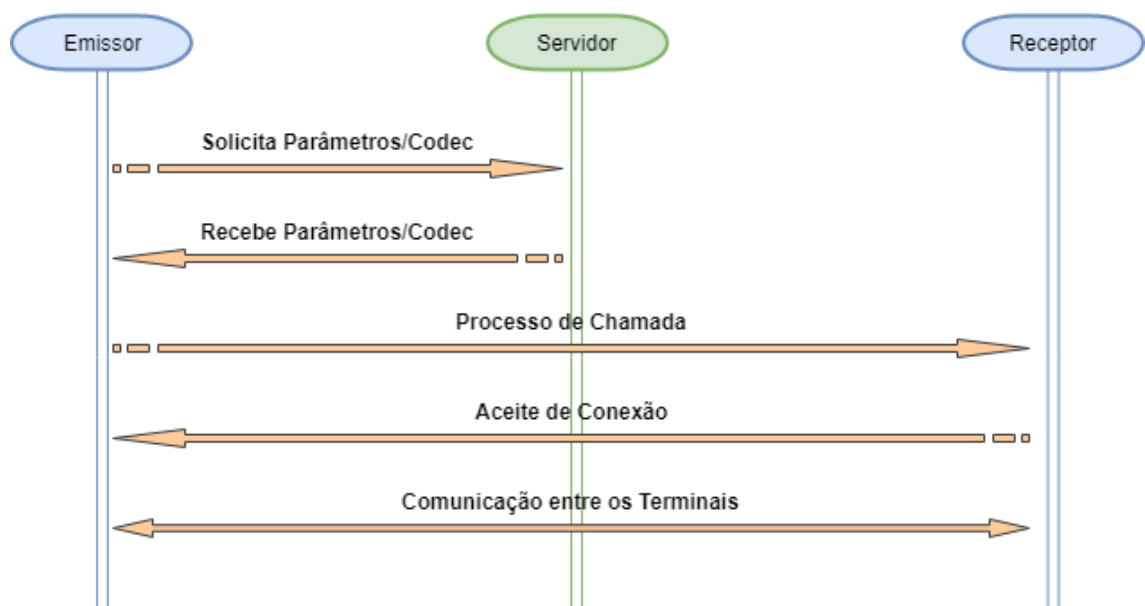 Emissor
Servidor
Receptor
Solicita Parâmetros/Codec
Recebe Parâmetros/Codec
Processo de Chamada
Aceite de Conexão
Comunicação entre os Terminais